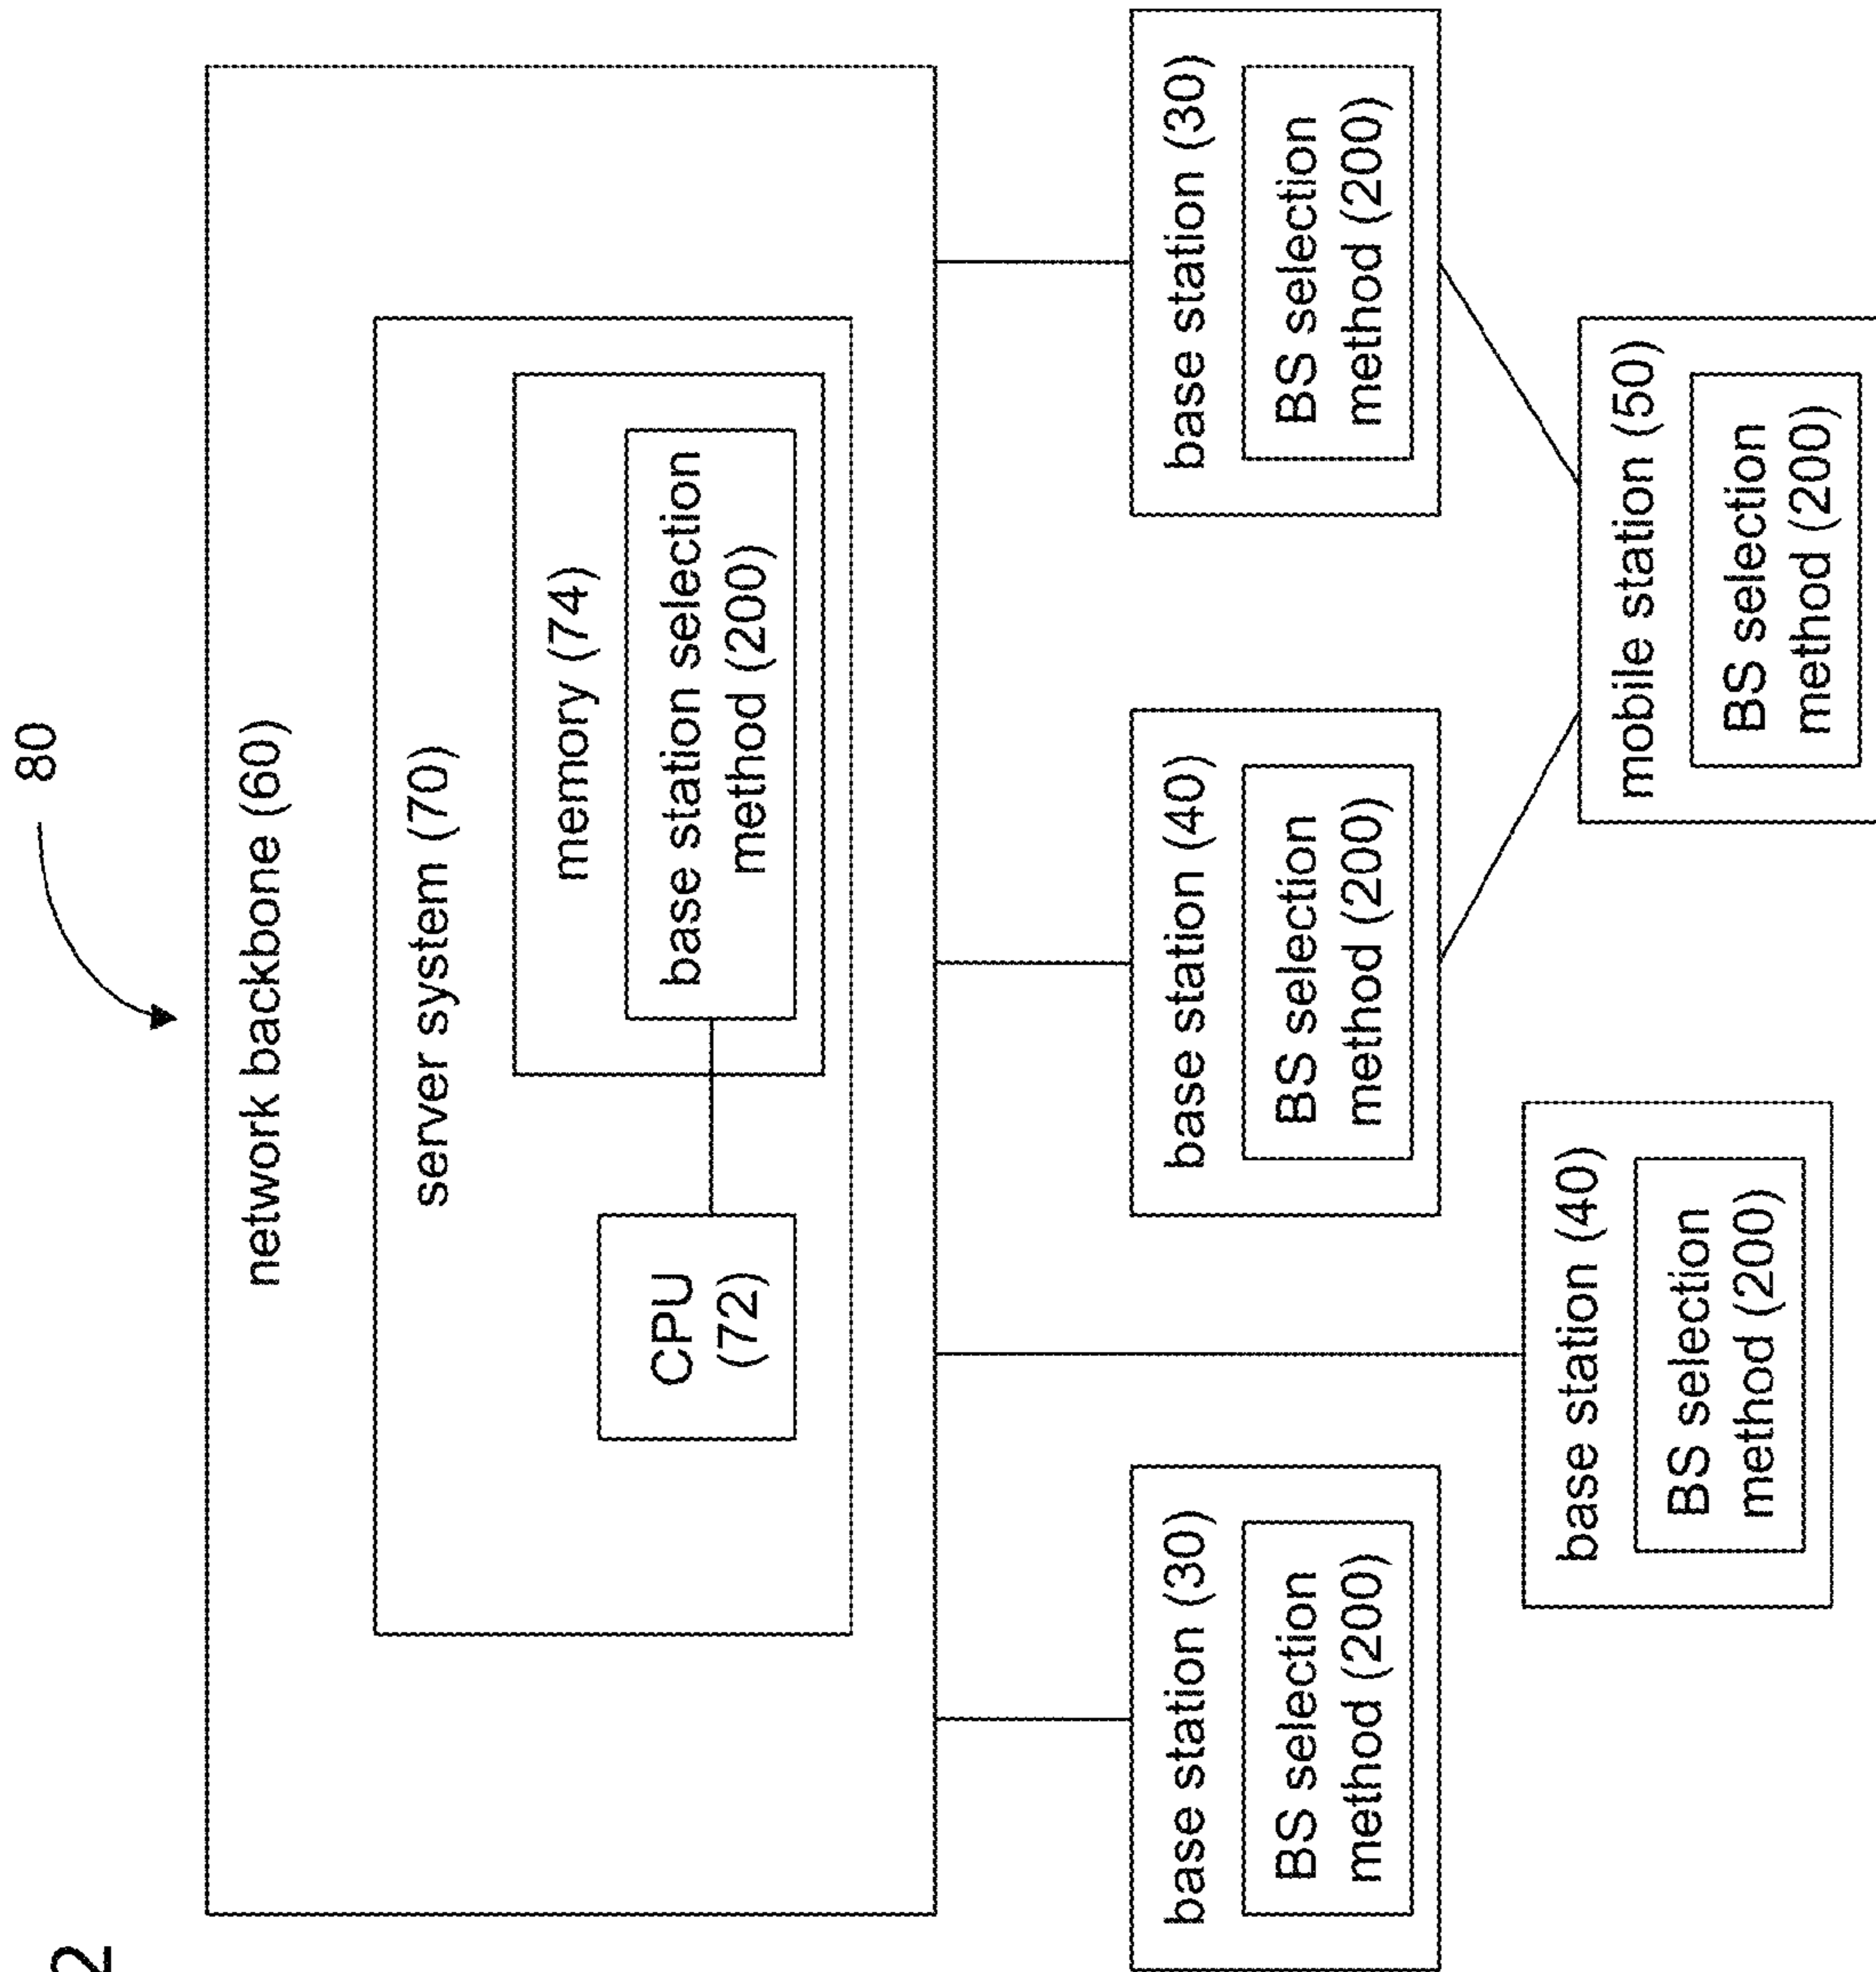 2
80
network backbone (60)
server system (70)
CPU
(72)
memory (74)
base station selection
method (200)
base station (30)
BS selection
method (200)
base station (40)
BS selection
method (200)
base station (40)
BS selection
method (200)
base station (30)
BS selection
method (200)
mobile station (50)
BS selection
method (200)